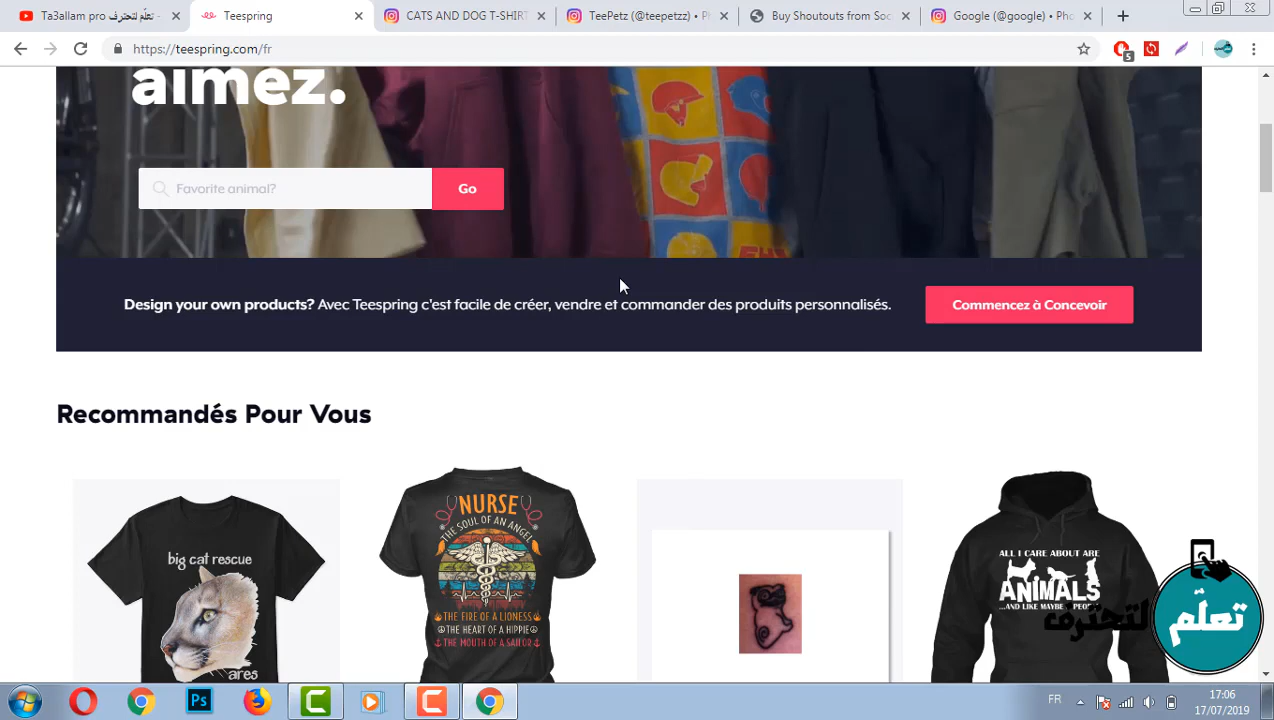 Ta3allam pro - تعلّم لتحترف
Teespring
CATS AND DOG T-SHIRT
TeePetz (@teepetzz) • P
Buy Shoutouts from Soc
Google (@google) • Pho
https://teespring.com/fr
5
aimez.
Favorite animal?
Go
Design your own products? Avec Teespring c'est facile de créer, vendre et commander des produits personnalisés.
Commencez à Concevoir
Recommandés Pour Vous
big cat rescue
ares
NURSE
THE SOUL OF AN ANGEL
THE FIRE OF A LIONESS
THE HEART OF A HIPPIE
THE MOUTH OF A SAILOR
ALL I CARE ABOUT ARE
ANIMALS
...AND LIKE MAYBE
تعلّم
لتحترف
Ps
FR
17:06
17/07/2019